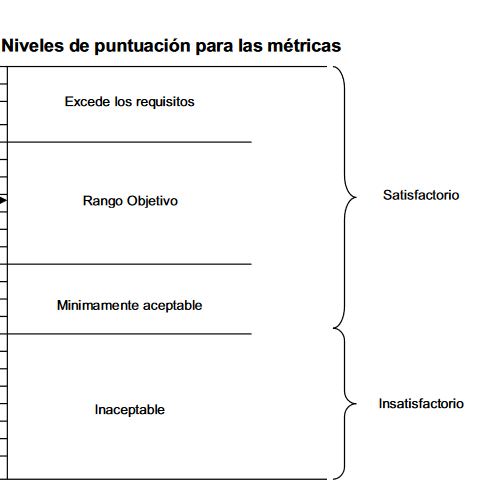 Niveles de puntuación para las métricas
Excede los requisitos
Rango Objetivo
Satisfactorio
Minimamente aceptable
Inaceptable
Insatisfactorio